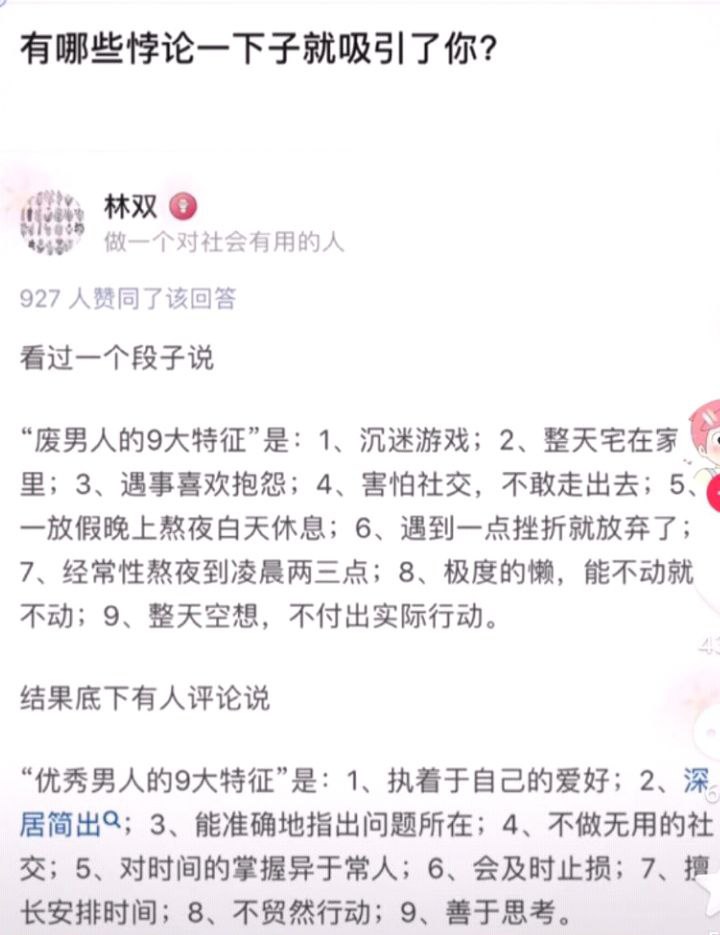 有哪些悖论一下子就吸引了你？
林双
做一个对社会有用的人
927 人赞同了该回答
看过一个段子说
“废男人的9大特征”是：1、沉迷游戏；2、整天宅在家
里；3、遇事喜欢抱怨；4、害怕社交，不敢走出去；5、
一放假晚上熬夜白天休息；6、遇到一点挫折就放弃了；
7、经常性熬夜到凌晨两三点；8、极度的懒，能不动就
不动；9、整天空想，不付出实际行动。
结果底下有人评论说
“优秀男人的9大特征”是：1、执着于自己的爱好；2、深
居简出；3、能准确地指出问题所在；4、不做无用的社
交；5、对时间的掌握异于常人；6、会及时止损；7、擅
长安排时间；8、不贸然行动；9、善于思考。